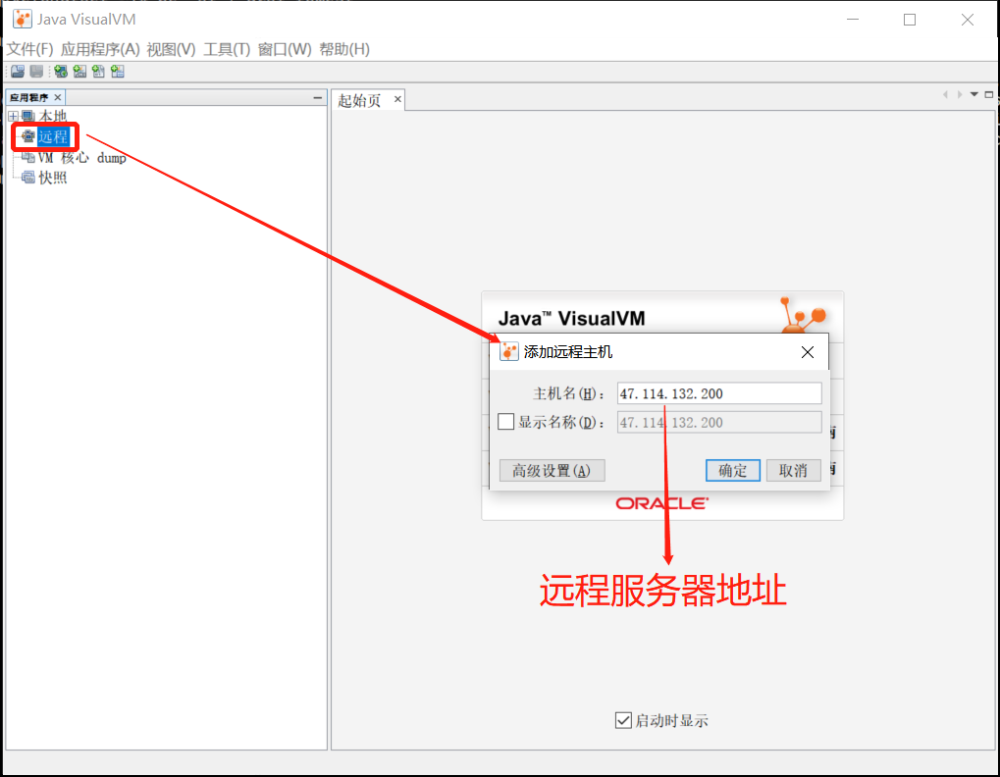 Java VisualVM
文件(F) 应用程序(A) 视图(V) 工具(T) 窗口(W) 帮助(H)
应用程序
起始页
本地
远程
VM 核心 dump
快照
Java™ VisualVM
添加远程主机
主机名(H):
47.114.132.200
显示名称(D):
47.114.132.200
高级设置(A)
确定
取消
ORACLE
远程服务器地址
启动时显示